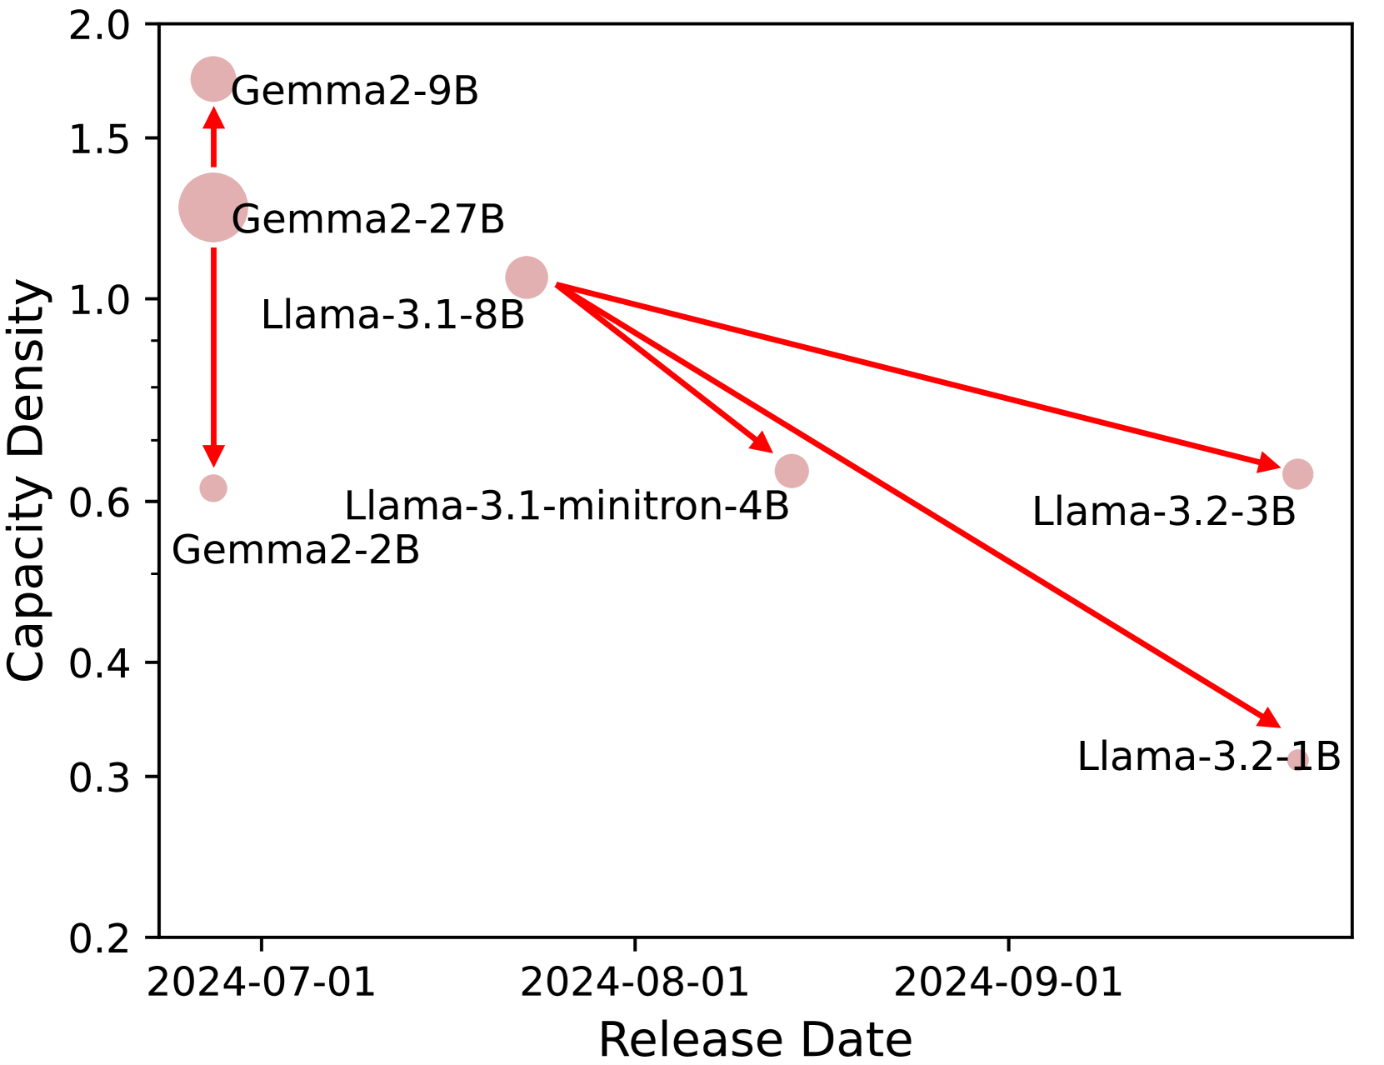 2.0
1.5
1.0
0.6
0.4
0.3
0.2
Capacity Density
Gemma2-9B
Gemma2-27B
Llama-3.1-8B
Llama-3.1-minitron-4B
Llama-3.2-3B
Gemma2-2B
Llama-3.2-1B
2024-07-01
2024-08-01
2024-09-01
Release Date